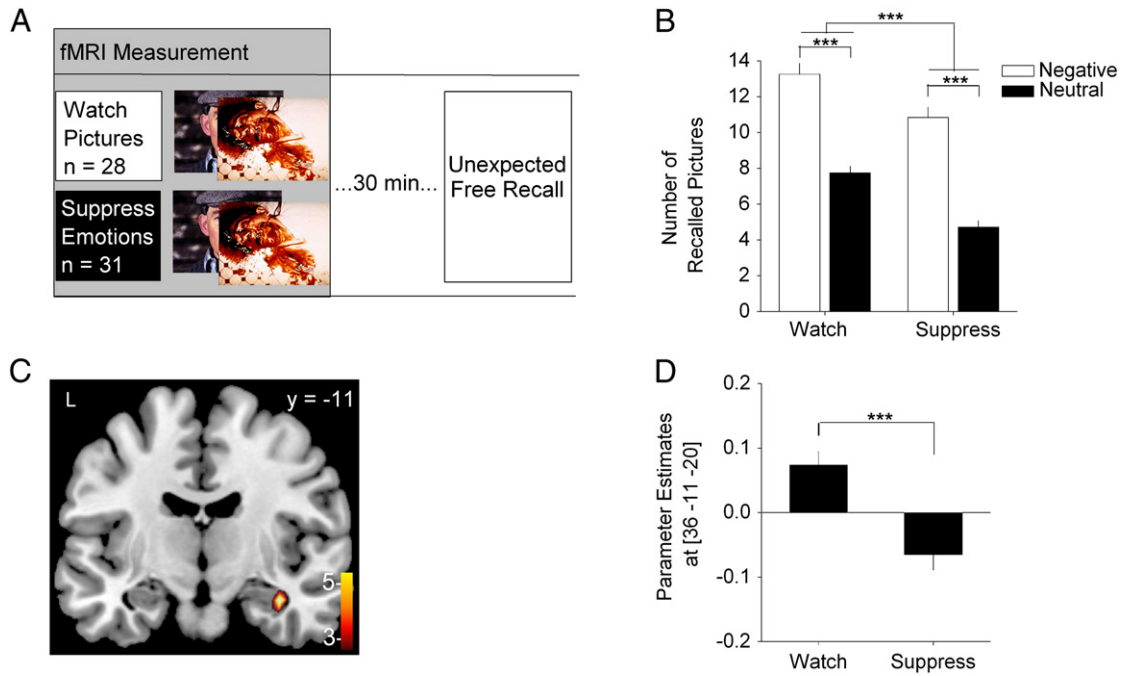 A
fMRI Measurement
Watch
Pictures
n = 28
Suppress
Emotions
n = 31
...30 min...
Unexpected
Free Recall
B
***
***
***
Negative
Neutral
Number of
Recalled Pictures
14
12
10
8
6
4
2
0
Watch
Suppress
C
L
y = -11
5-
3-
D
***
Parameter Estimates
at [36 -11 -20]
0.2
0.1
0.0
-0.1
-0.2
Watch
Suppress